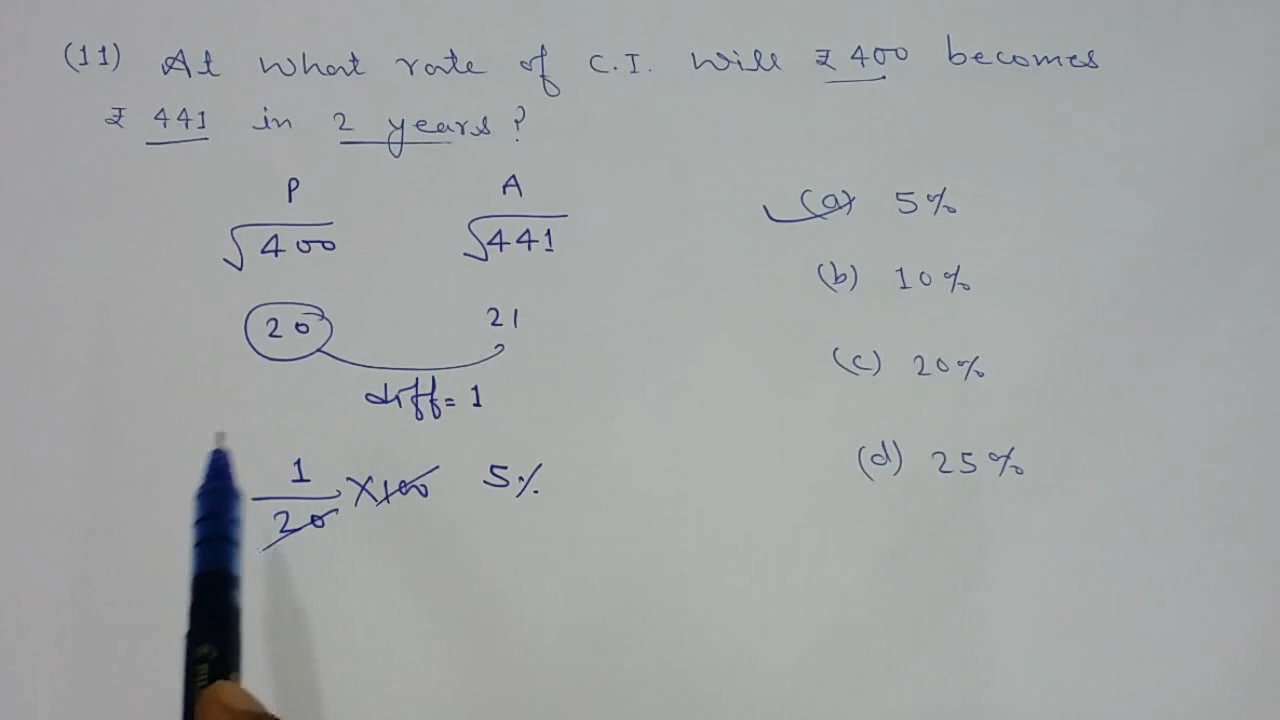 (11) At what rate of C.I. will ₹ 400 becomes
₹ 441 in 2 years?
P A
√400 √441
20 21
diff = 1
1/20 ×100 5%
(a) 5%
(b) 10%
(c) 20%
(d) 25%